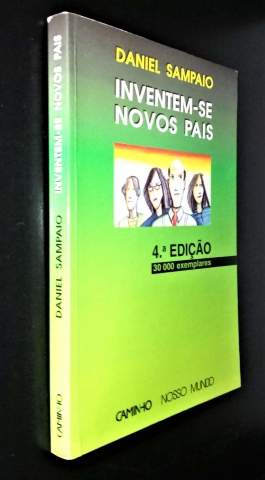 DANIEL SAMPAIO
INVENTEM-SE
NOVOS PAIS
4.ª EDIÇÃO
30 000 exemplares
CAMINHO NOSSO MUNDO
CAMINHO DANIEL SAMPAIO INVENTEM-SE NOVOS PAIS